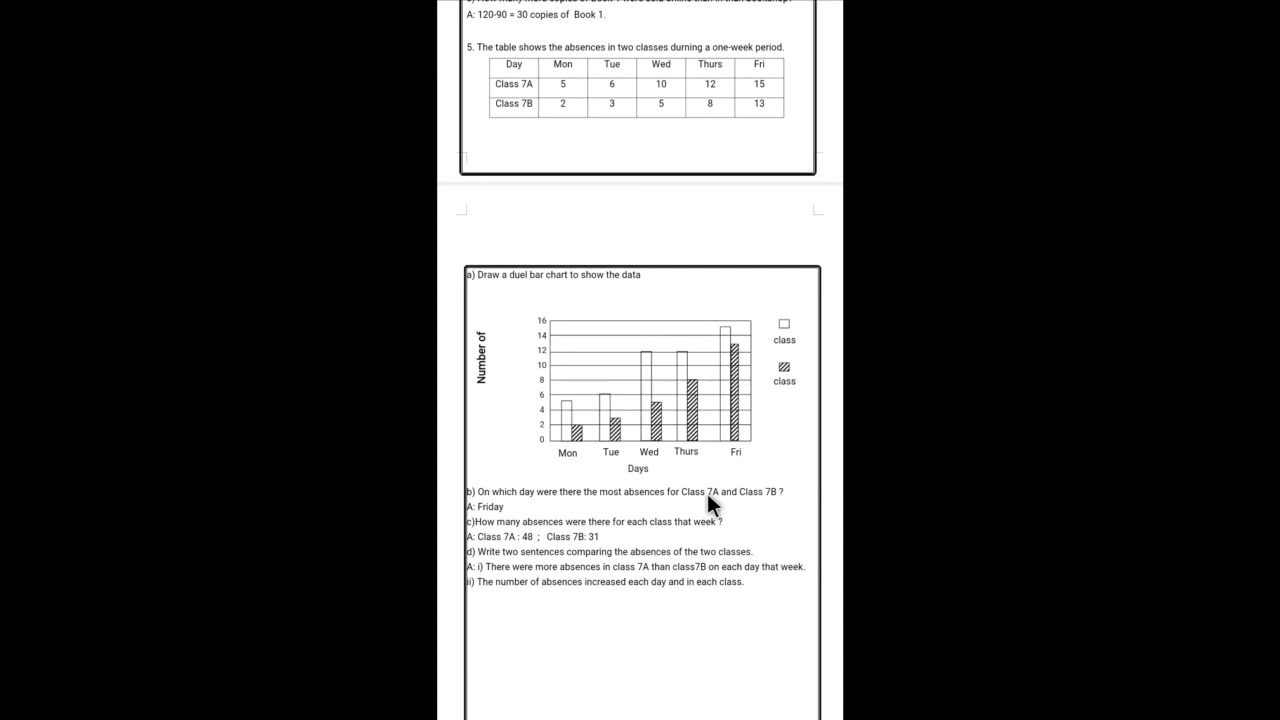 A: 120-90 = 30 copies of Book 1.
5. The table shows the absences in two classes durning a one-week period.
Day Mon Tue Wed Thurs Fri
Class 7A 5 6 10 12 15
Class 7B 2 3 5 8 13
a) Draw a duel bar chart to show the data
Number of
16
14
12
10
8
6
4
2
0
class
class
Mon Tue Wed Thurs Fri
Days
b) On which day were there the most absences for Class 7A and Class 7B ?
A: Friday
c)How many absences were there for each class that week ?
A: Class 7A : 48 ; Class 7B: 31
d) Write two sentences comparing the absences of the two classes.
A: i) There were more absences in class 7A than class7B on each day that week.
ii) The number of absences increased each day and in each class.